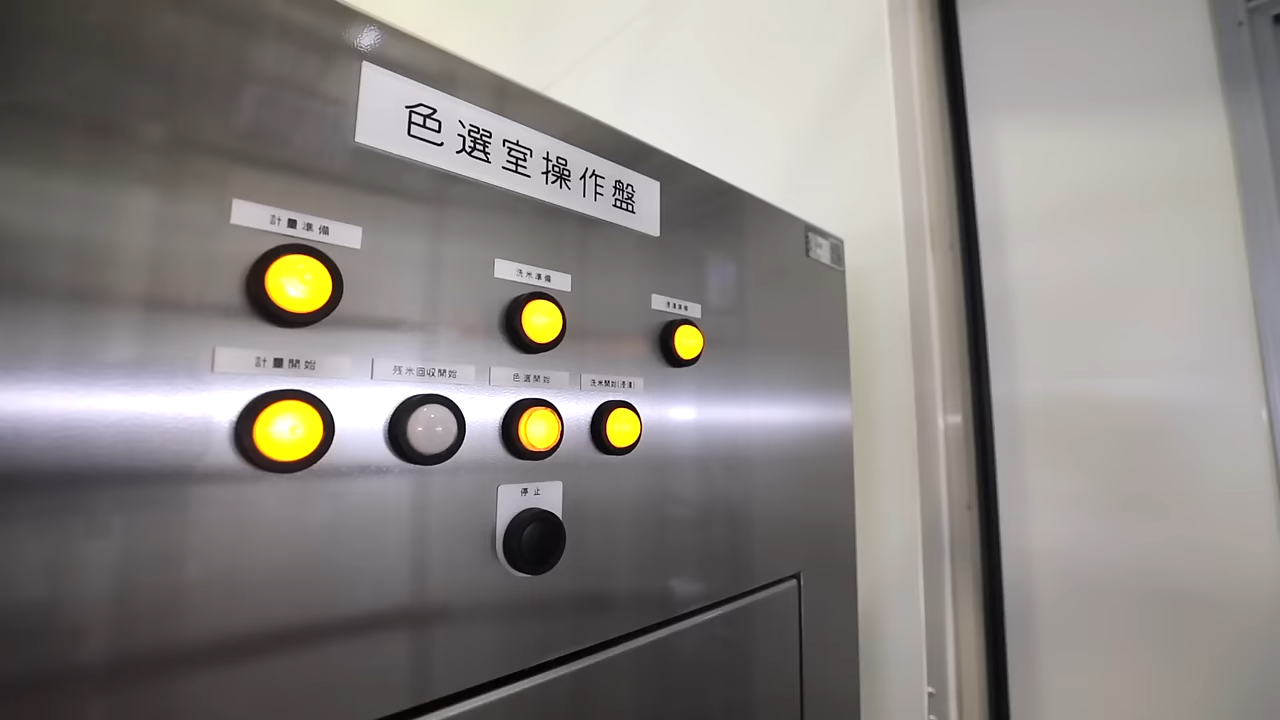 色選室操作盤
計量準備
洗米準備
計量開始
残米回収開始
色選開始
洗米開始(浸漬)
停止